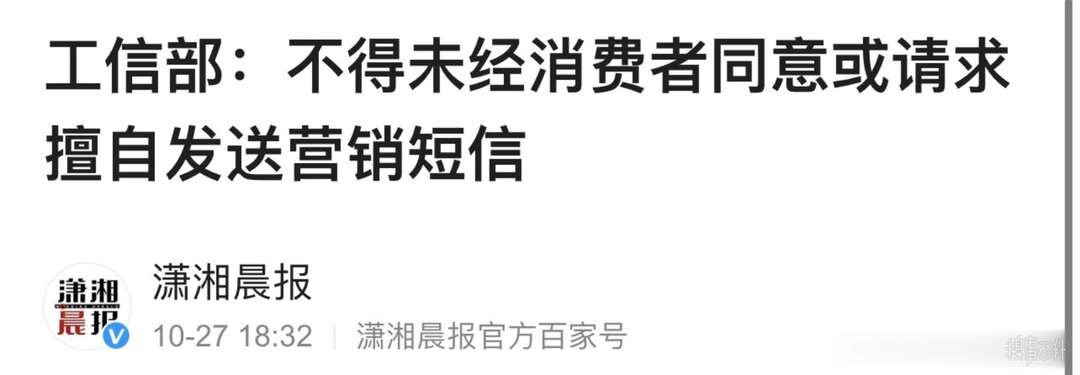 工信部：不得未经消费者同意或请求
擅自发送营销短信
潇湘晨报
潇湘
晨报
10-27 18:32 潇湘晨报官方百家号